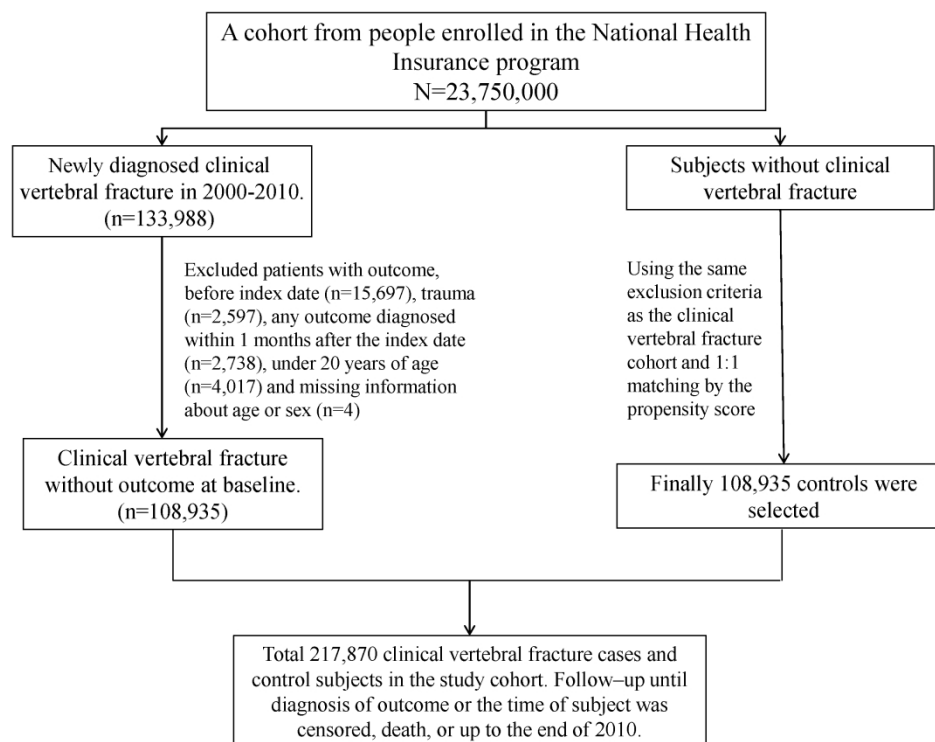 A cohort from people enrolled in the National Health
Insurance program
N=23,750,000
Newly diagnosed clinical
vertebral fracture in 2000-2010.
(n=133,988)
Subjects without clinical
vertebral fracture
Excluded patients with outcome,
before index date (n=15,697), trauma
(n=2,597), any outcome diagnosed
within 1 months after the index date
(n=2,738), under 20 years of age
(n=4,017) and missing information
about age or sex (n=4)
Using the same
exclusion criteria
as the clinical
vertebral fracture
cohort and 1:1
matching by the
propensity score
Clinical vertebral fracture
without outcome at baseline.
(n=108,935)
Finally 108,935 controls were
selected
Total 217,870 clinical vertebral fracture cases and
control subjects in the study cohort. Follow–up until
diagnosis of outcome or the time of subject was
censored, death, or up to the end of 2010.